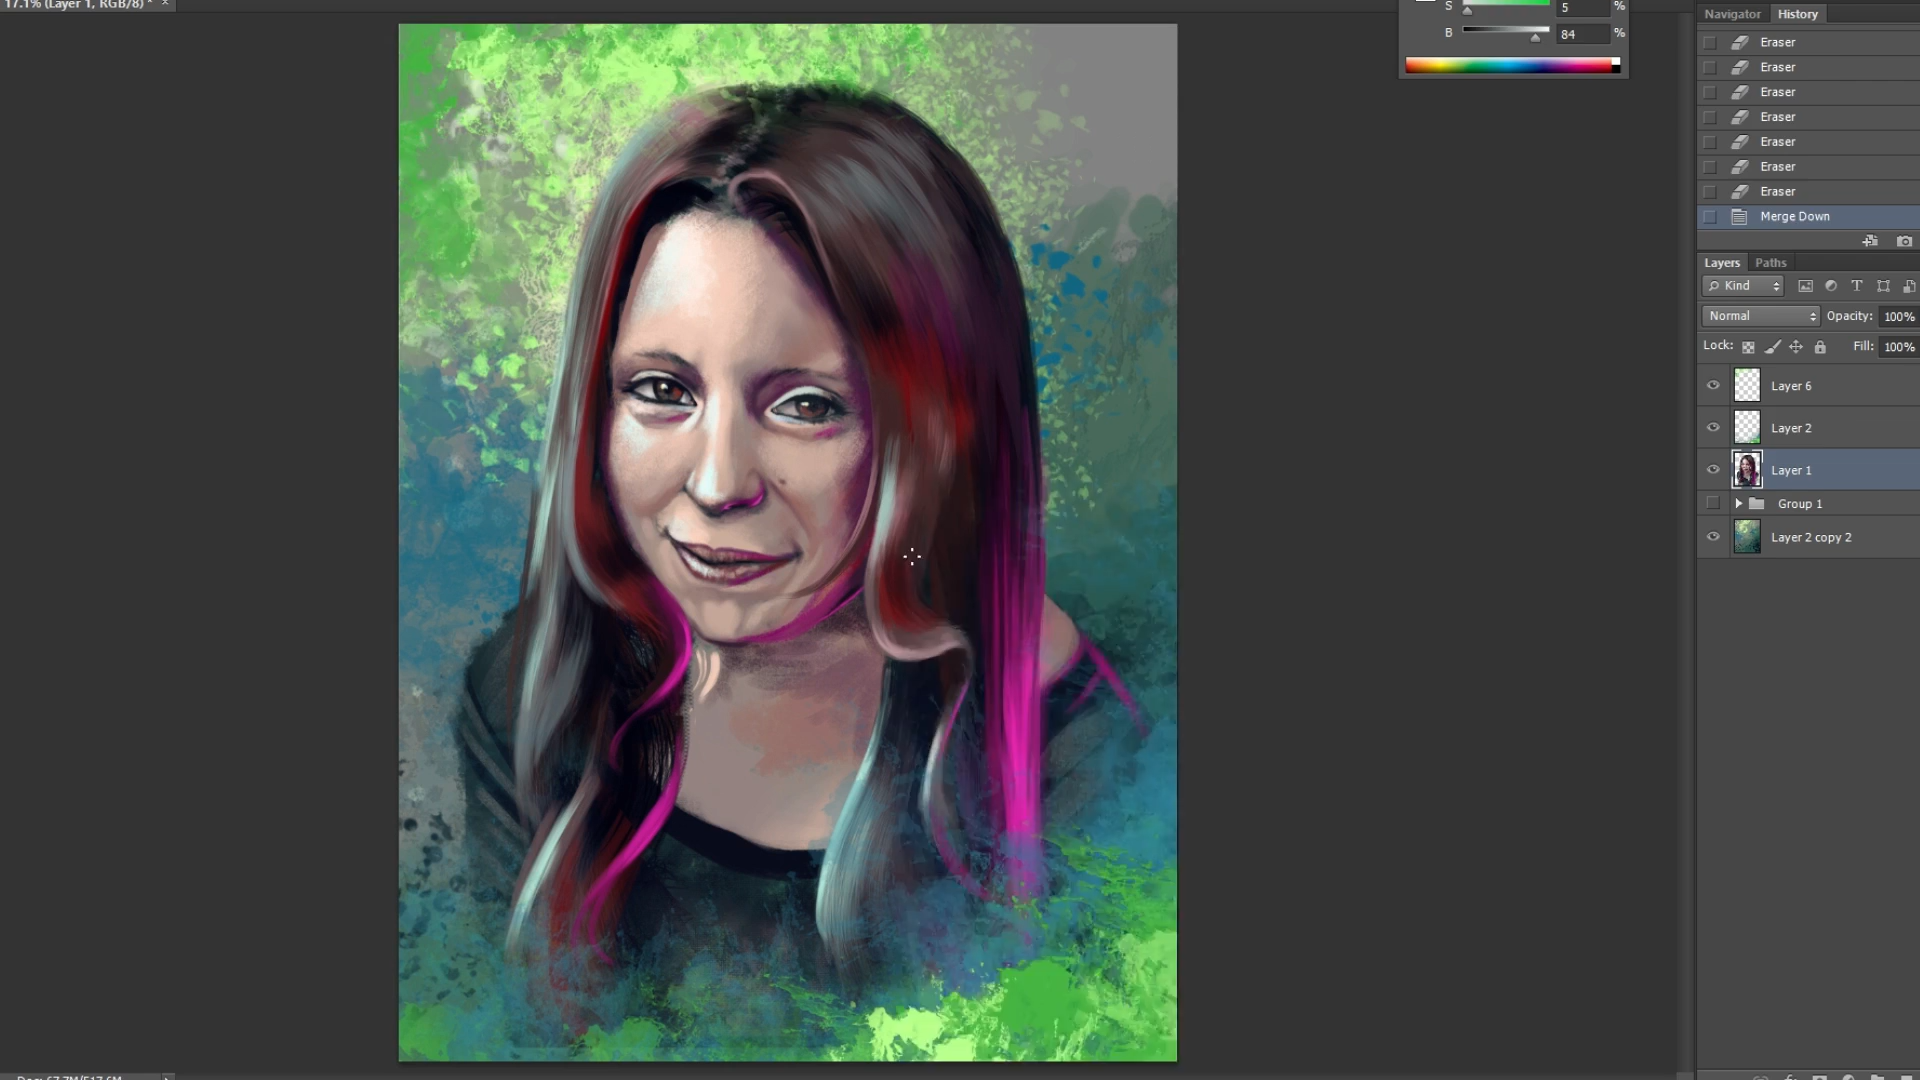 17.1% (Layer 1, RGB/8) * ×
S 5 %
B 84 %
Navigator History
Eraser
Eraser
Eraser
Eraser
Eraser
Eraser
Eraser
Merge Down
Layers Paths
Kind
Normal Opacity: 100%
Lock: Fill: 100%
Layer 6
Layer 2
Layer 1
Group 1
Layer 2 copy 2